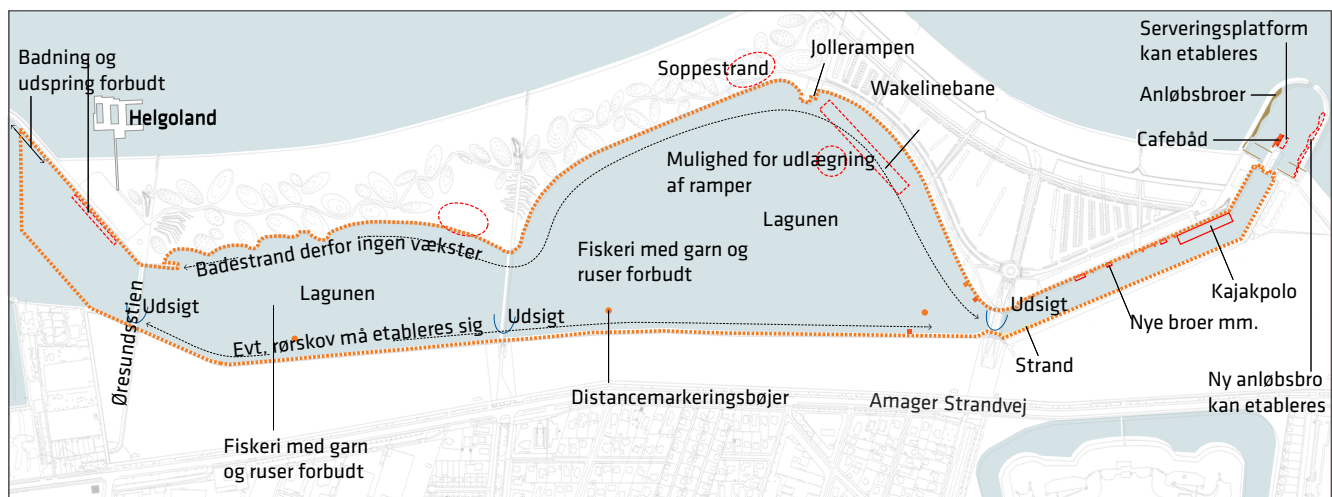 Badning og
udspring forbudt
Helgoland
Soppestrand
Jollerampen
Wakelinebane
Serveringsplatform
kan etableres
Anløbsbroer
Cafebåd
Mulighed for udlægning
af ramper
Lagunen
Fiskeri med garn og
ruser forbudt
Badestrand derfor ingen vækster
Lagunen
Udsigt
Udsigt
Udsigt
Evt, rørskov må etableres sig
Øresundsstien
Kajakpolo
Nye broer mm.
Strand
Ny anløbsbro
kan etableres
Distancemarkeringsbøjer
Amager Strandvej
Fiskeri med garn
og ruser forbudt